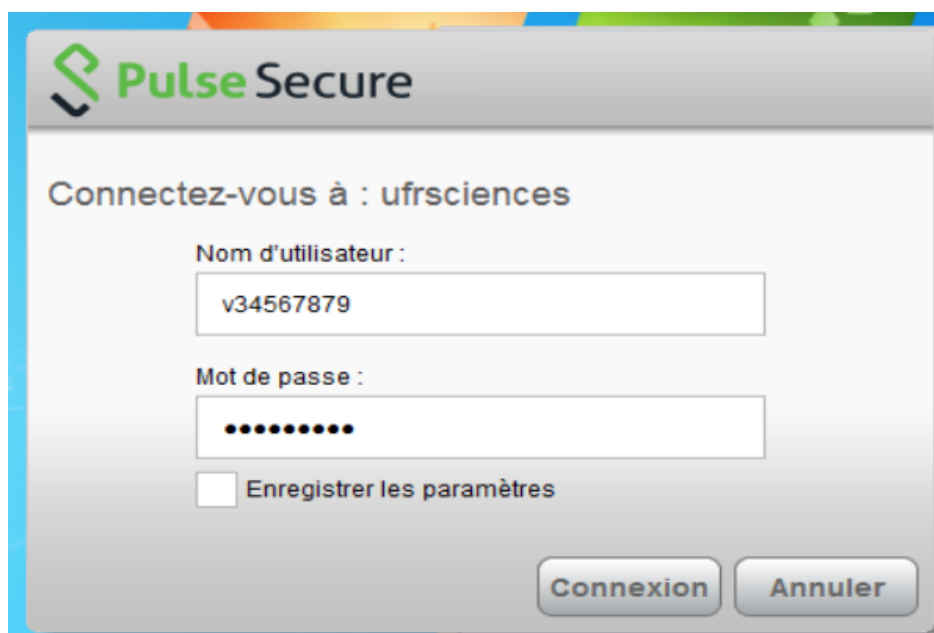 Pulse Secure
Connectez-vous à : ufrsciences
Nom d'utilisateur :
v34567879
Mot de passe :
•••••••••
Enregistrer les paramètres
Connexion Annuler